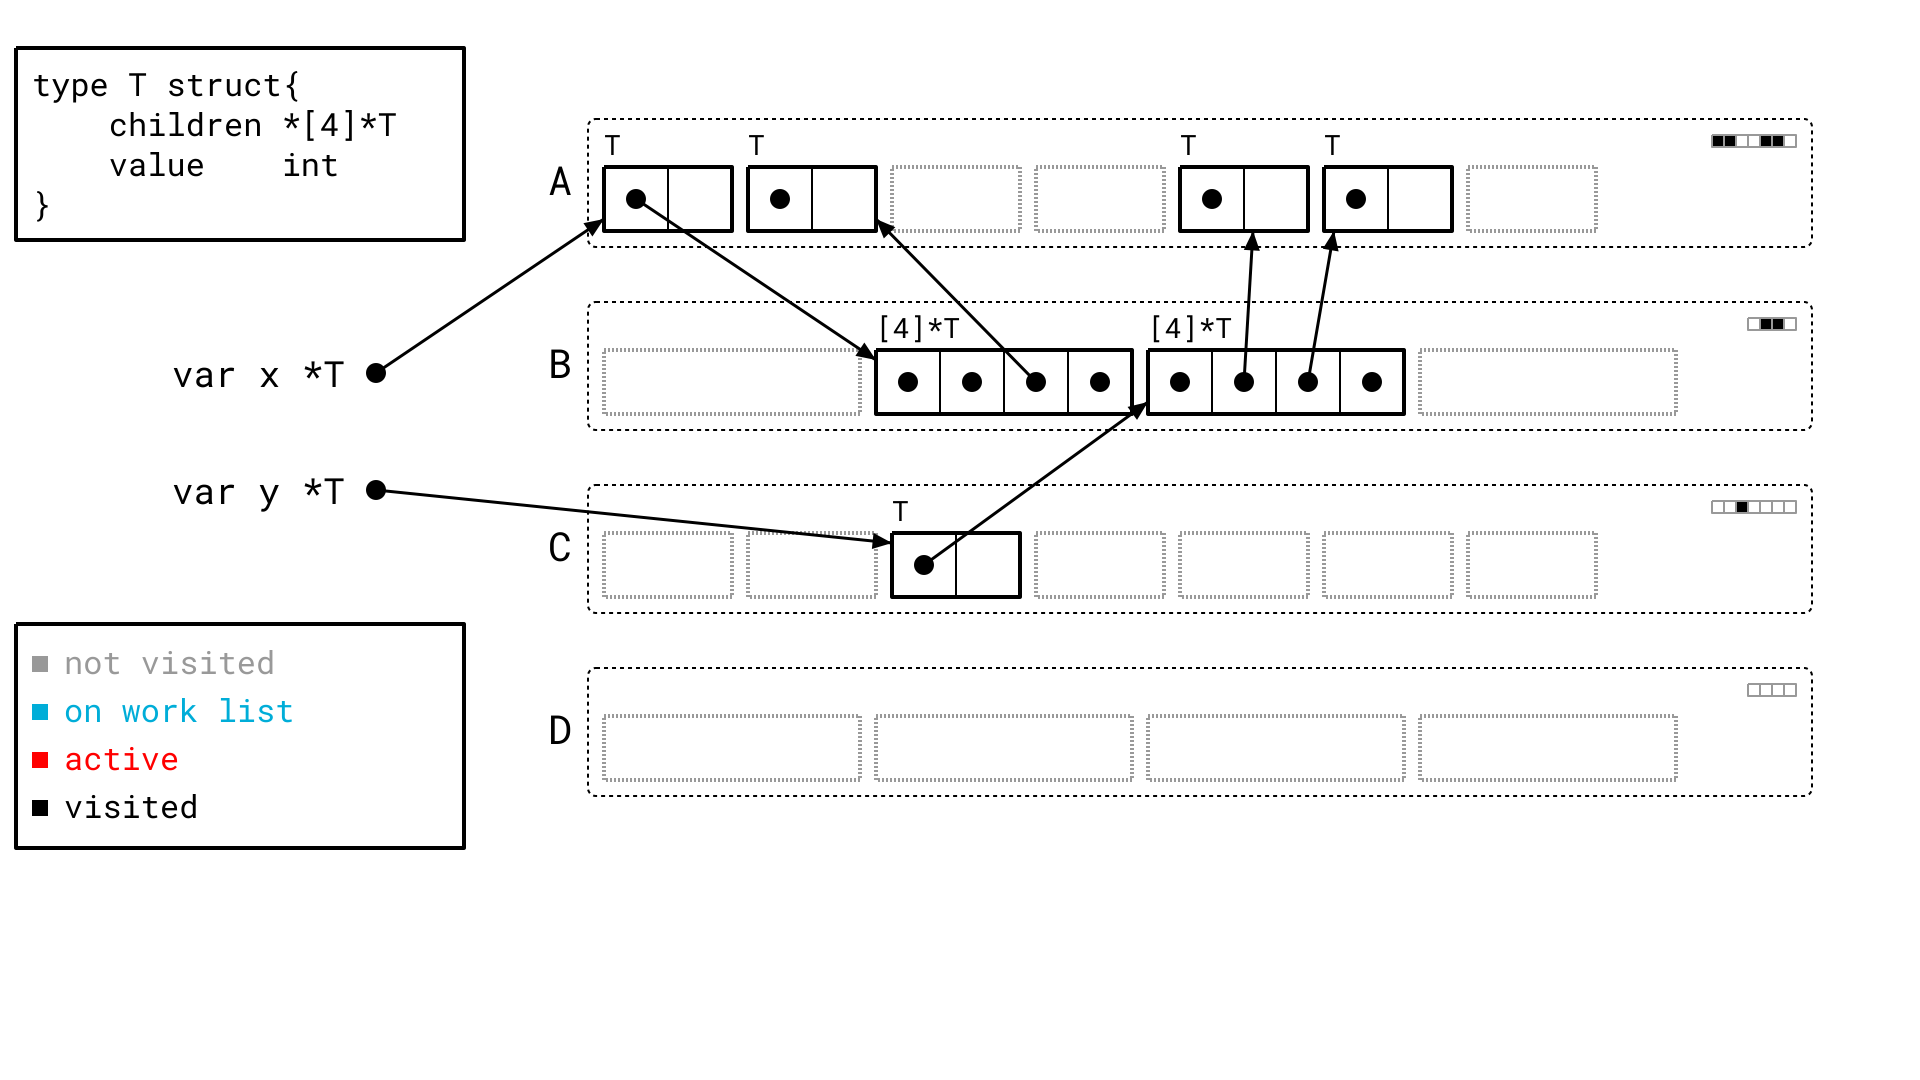 type T struct{
    children *[4]*T
    value    int
}
T T T T
A
[4]*T [4]*T
B
var x *T
var y *T
T
C
not visited
on work list
active
visited
D